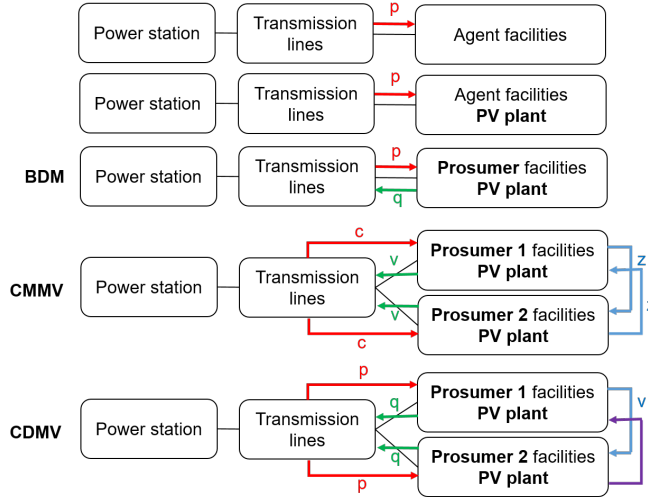 p
Power station
Transmission
lines
Agent facilities
p
Power station
Transmission
lines
Agent facilities
PV plant
BDM
Power station
Transmission
lines
p
q
Prosumer facilities
PV plant
CMMV
Power station
Transmission
lines
c
v
v
c
Prosumer 1 facilities
PV plant
Prosumer 2 facilities
PV plant
z
CDMV
Power station
Transmission
lines
p
q
q
p
Prosumer 1 facilities
PV plant
Prosumer 2 facilities
PV plant
v